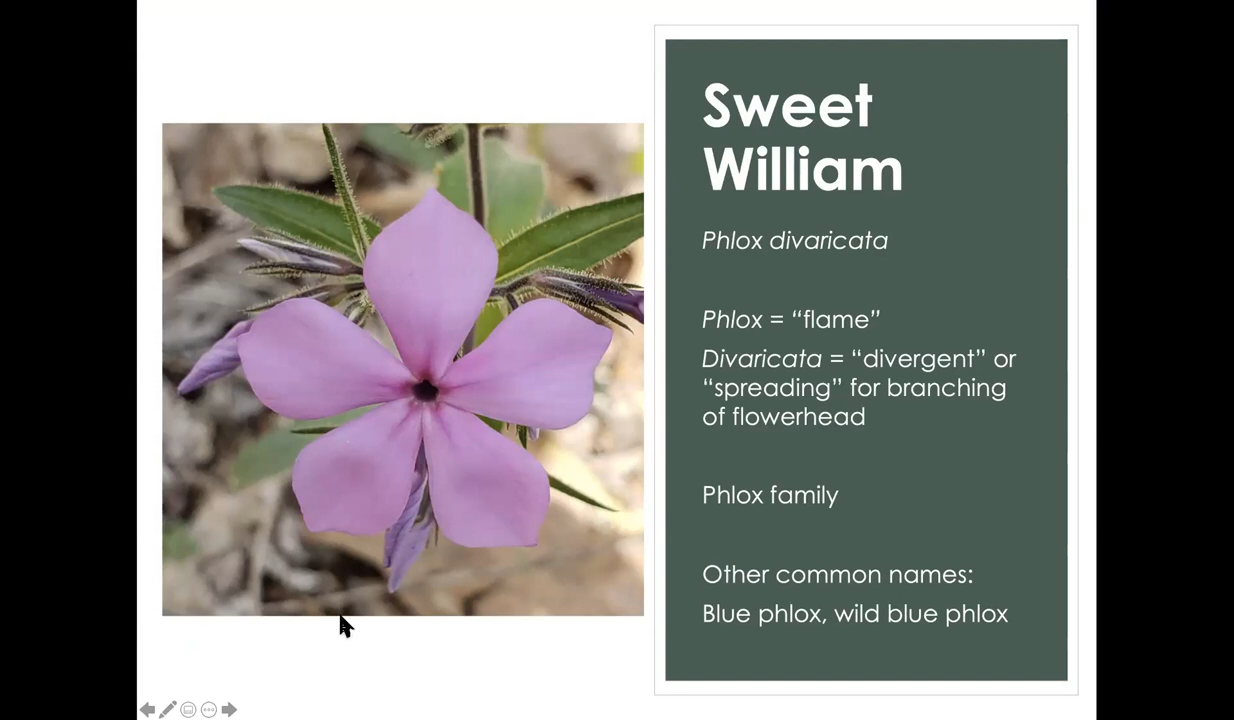 Sweet
William
Phlox divaricata
Phlox = “flame”
Divaricata = “divergent” or
“spreading” for branching
of flowerhead
Phlox family
Other common names:
Blue phlox, wild blue phlox